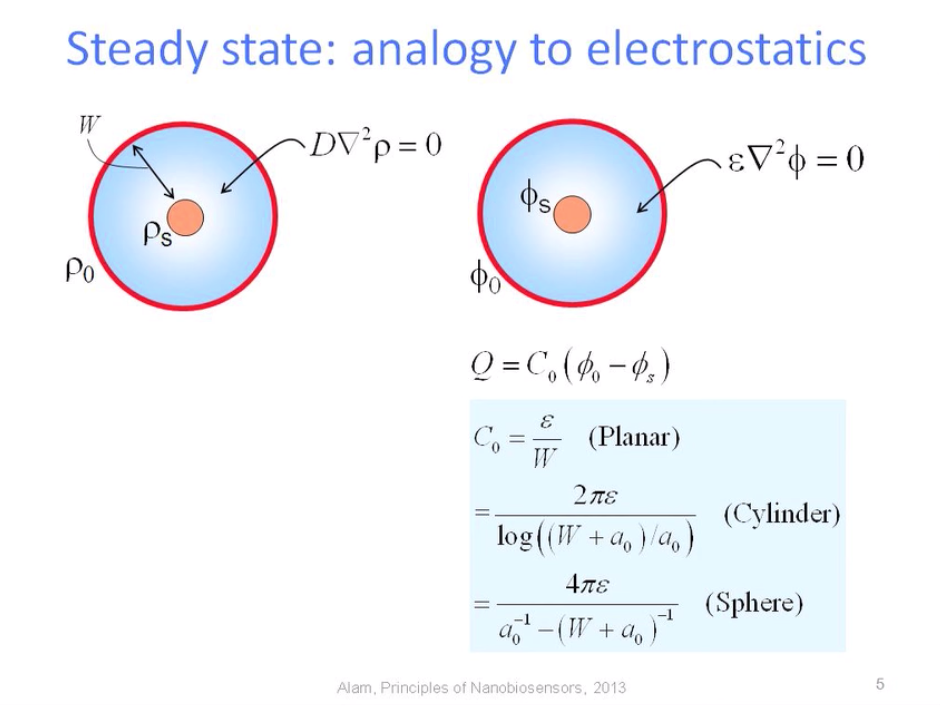 Steady state: analogy to electrostatics
W
D∇²ρ = 0
ρs
ρ₀
ε∇²ϕ = 0
ϕs
ϕ₀
Q = C₀(ϕ₀ − ϕₛ)
C₀ = ε/W (Planar)
= 2πε / log((W + a₀)/a₀) (Cylinder)
= 4πε / (a₀⁻¹ − (W + a₀)⁻¹) (Sphere)
Alam, Principles of Nanobiosensors, 2013
5